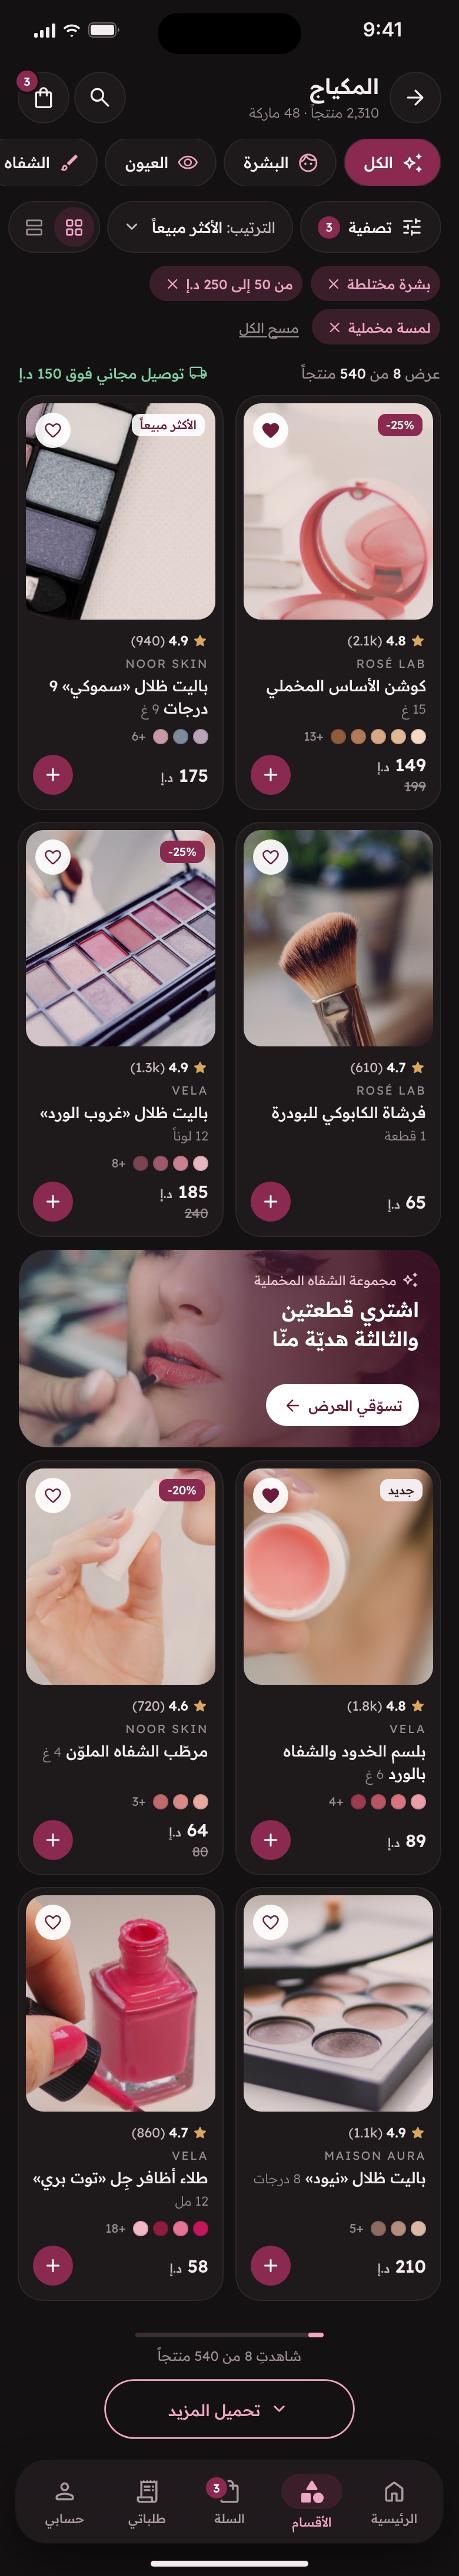 9:41
المكياج
2,310 منتجاً · 48 ماركة
3
الكل
البشرة
العيون
الشفاه
تصفية 3
الترتيب: الأكثر مبيعاً
بشرة مختلطة
من 50 إلى 250 د.إ
لمسة مخملية
مسح الكل
عرض 8 من 540 منتجاً
توصيل مجاني فوق 150 د.إ
-25%
4.8 (2.1k)
ROSÉ LAB
كوشن الأساس المخملي
15 غ
+13
149 د.إ
199
الأكثر مبيعاً
4.9 (940)
NOOR SKIN
باليت ظلال «سموكي» 9
درجات 9 غ
+6
175 د.إ
4.7 (610)
ROSÉ LAB
فرشاة الكابوكي للبودرة
1 قطعة
65 د.إ
-25%
4.9 (1.3k)
VELA
باليت ظلال «غروب الورد»
12 لوناً
+8
185 د.إ
240
مجموعة الشفاه المخملية
اشتري قطعتين
والثالثة هديّة منّا
تسوّقي العرض
جديد
4.8 (1.8k)
VELA
بلسم الخدود والشفاه
بالورد 6 غ
+4
89 د.إ
-20%
4.6 (720)
NOOR SKIN
مرطّب الشفاه الملوّن 4 غ
+3
64 د.إ
80
4.9 (1.1k)
MAISON AURA
باليت ظلال «نيود» 8 درجات
+5
210 د.إ
4.7 (860)
VELA
طلاء أظافر جِل «توت بري»
12 مل
+18
58 د.إ
شاهدتِ 8 من 540 منتجاً
تحميل المزيد
الرئيسية
الأقسام
3
السلة
طلباتي
حسابي